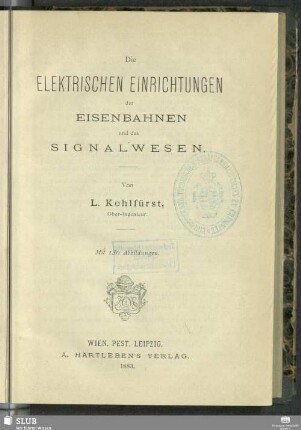 Die
ELEKTRISCHEN EINRICHTUNGEN
der
EISENBAHNEN
und das
SIGNALWESEN.
Von
L. Kohlfürst,
Ober-Ingenieur.
Mit 130 Abbildungen.
WIEN. PEST. LEIPZIG.
A. HARTLEBEN'S VERLAG.
1883.
SLUB